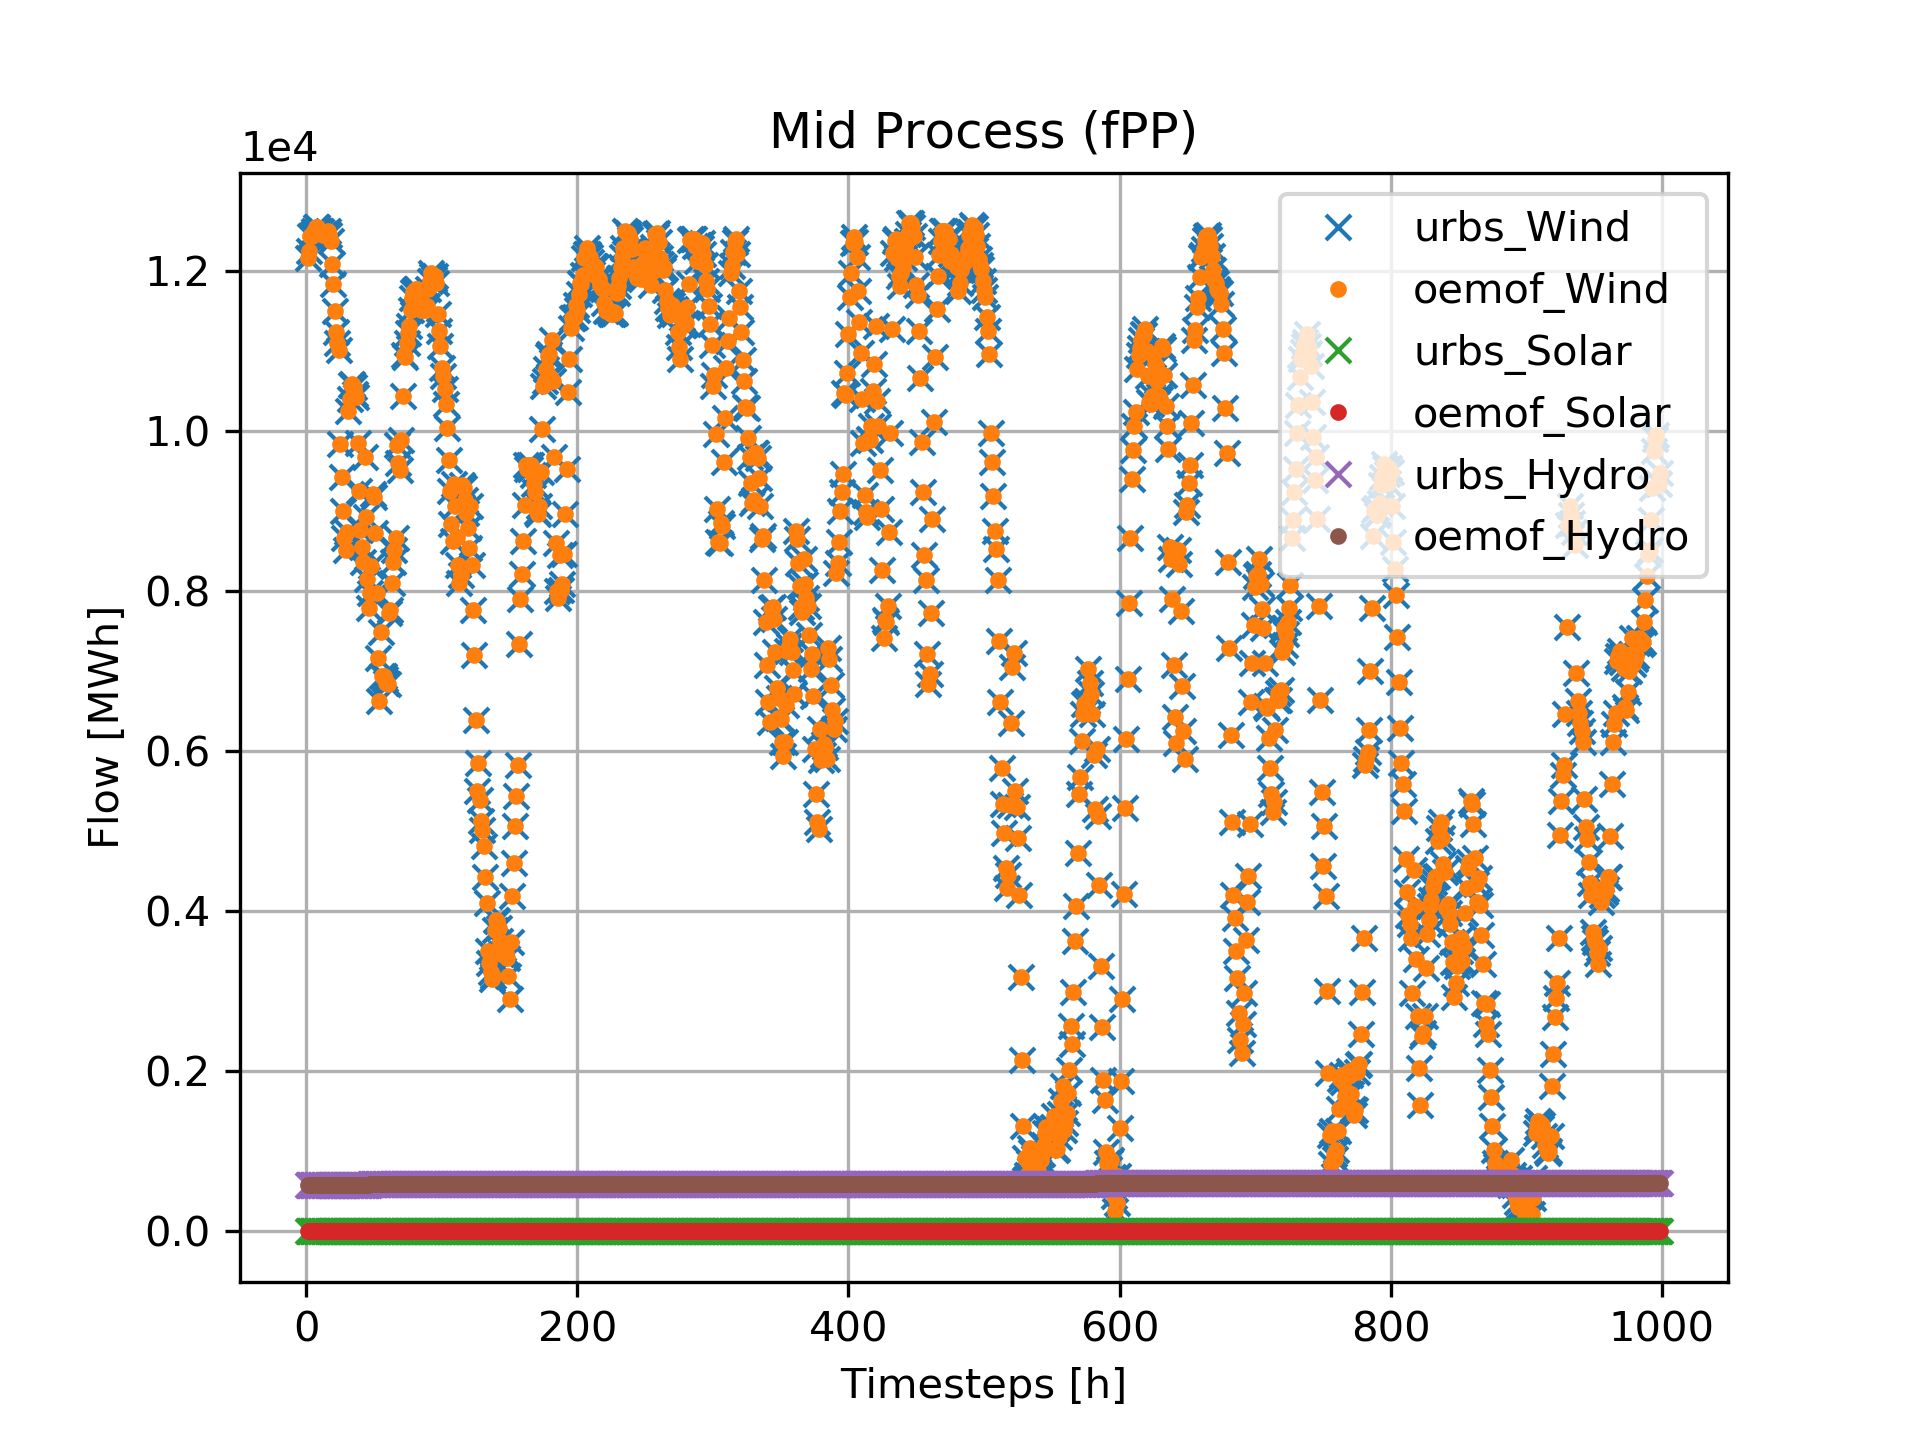 Mid Process (fPP)
1e4
urbs_Wind
oemof_Wind
urbs_Solar
oemof_Solar
urbs_Hydro
oemof_Hydro
1.2
1.0
0.8
0.6
0.4
0.2
0.0
Flow [MWh]
0 200 400 600 800 1000
Timesteps [h]